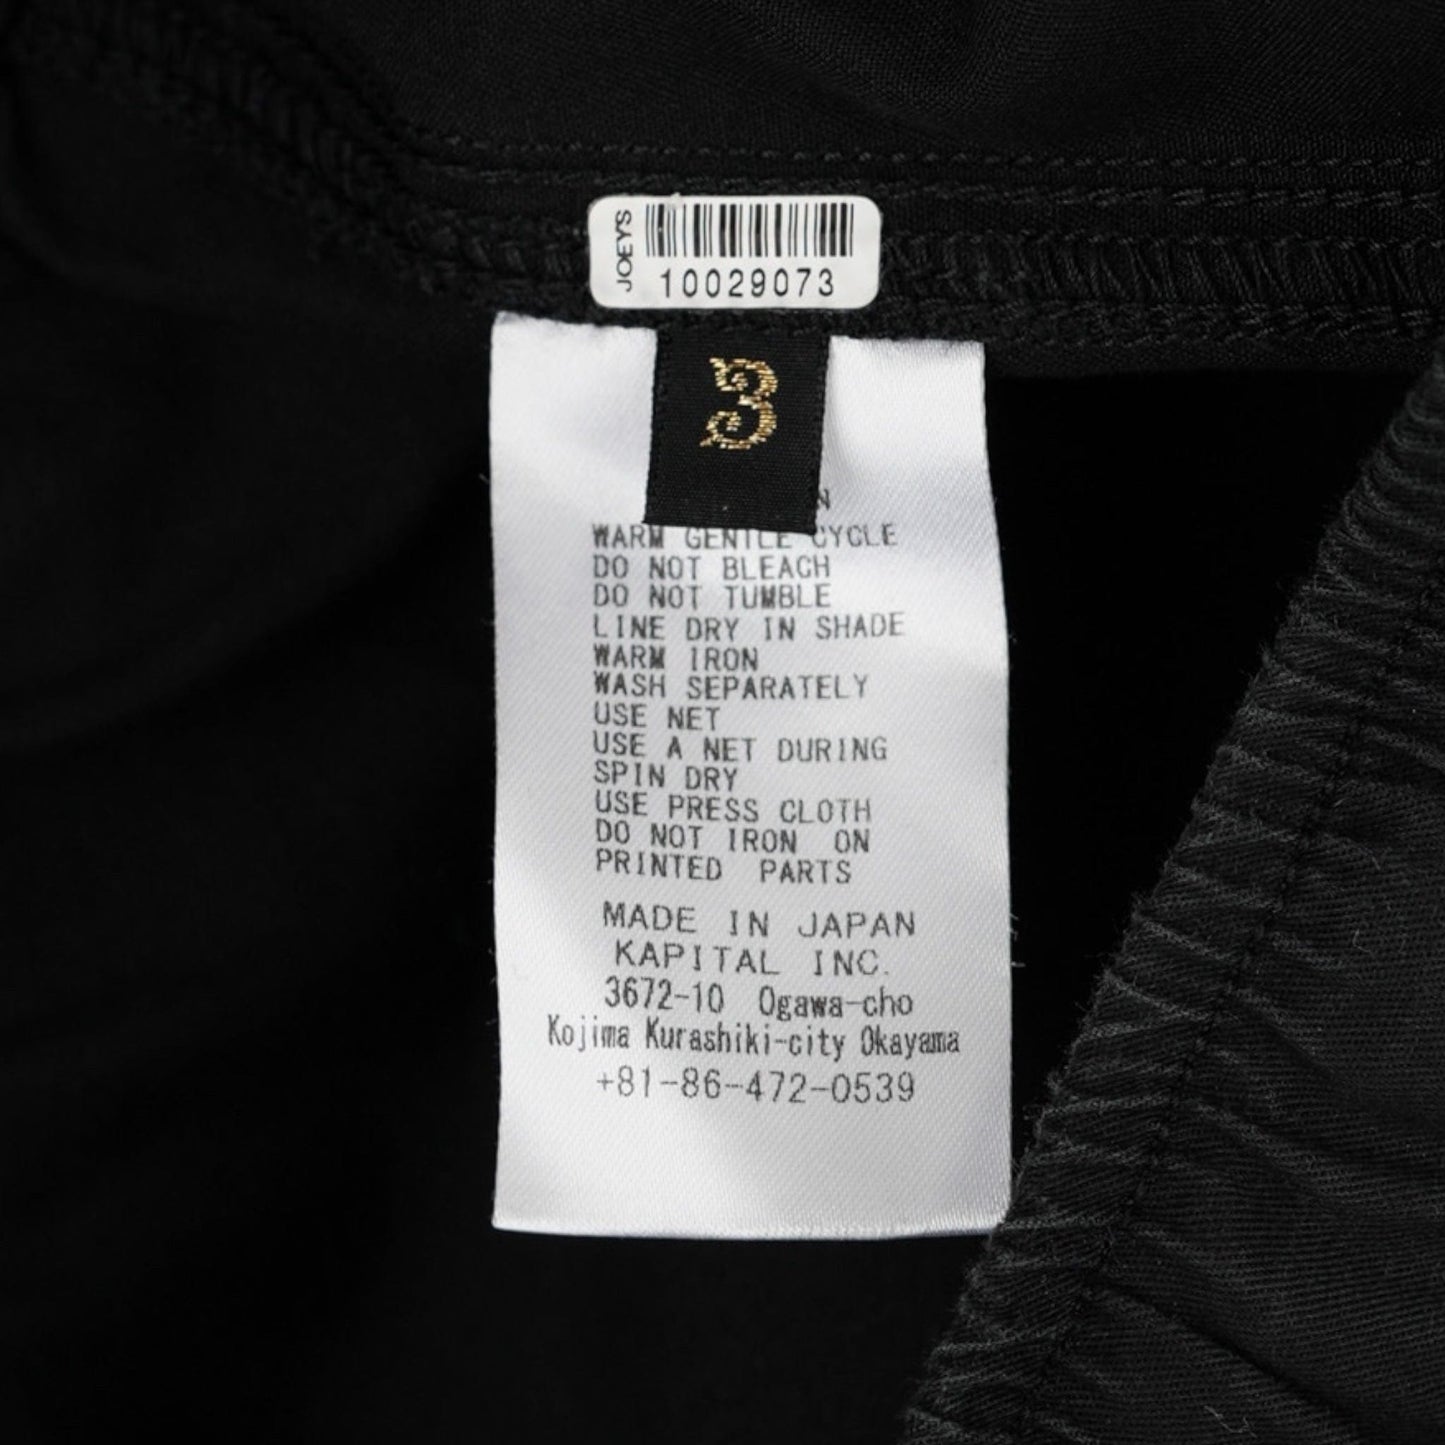 JOEY'S
10029073
3
WARM GENTLE CYCLE
DO NOT BLEACH
DO NOT TUMBLE
LINE DRY IN SHADE
WARM IRON
WASH SEPARATELY
USE NET
USE A NET DURING
SPIN DRY
USE PRESS CLOTH
DO NOT IRON ON
PRINTED PARTS
MADE IN JAPAN
KAPITAL INC.
3672-10 Ogawa-cho
Kojima Kurashiki-city Okayama
+81-86-472-0539